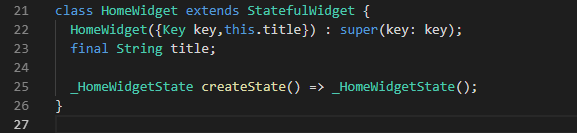 21 class HomeWidget extends StatefulWidget {
22   HomeWidget({Key key,this.title}) : super(key: key);
23   final String title;
24
25   _HomeWidgetState createState() => _HomeWidgetState();
26 }
27